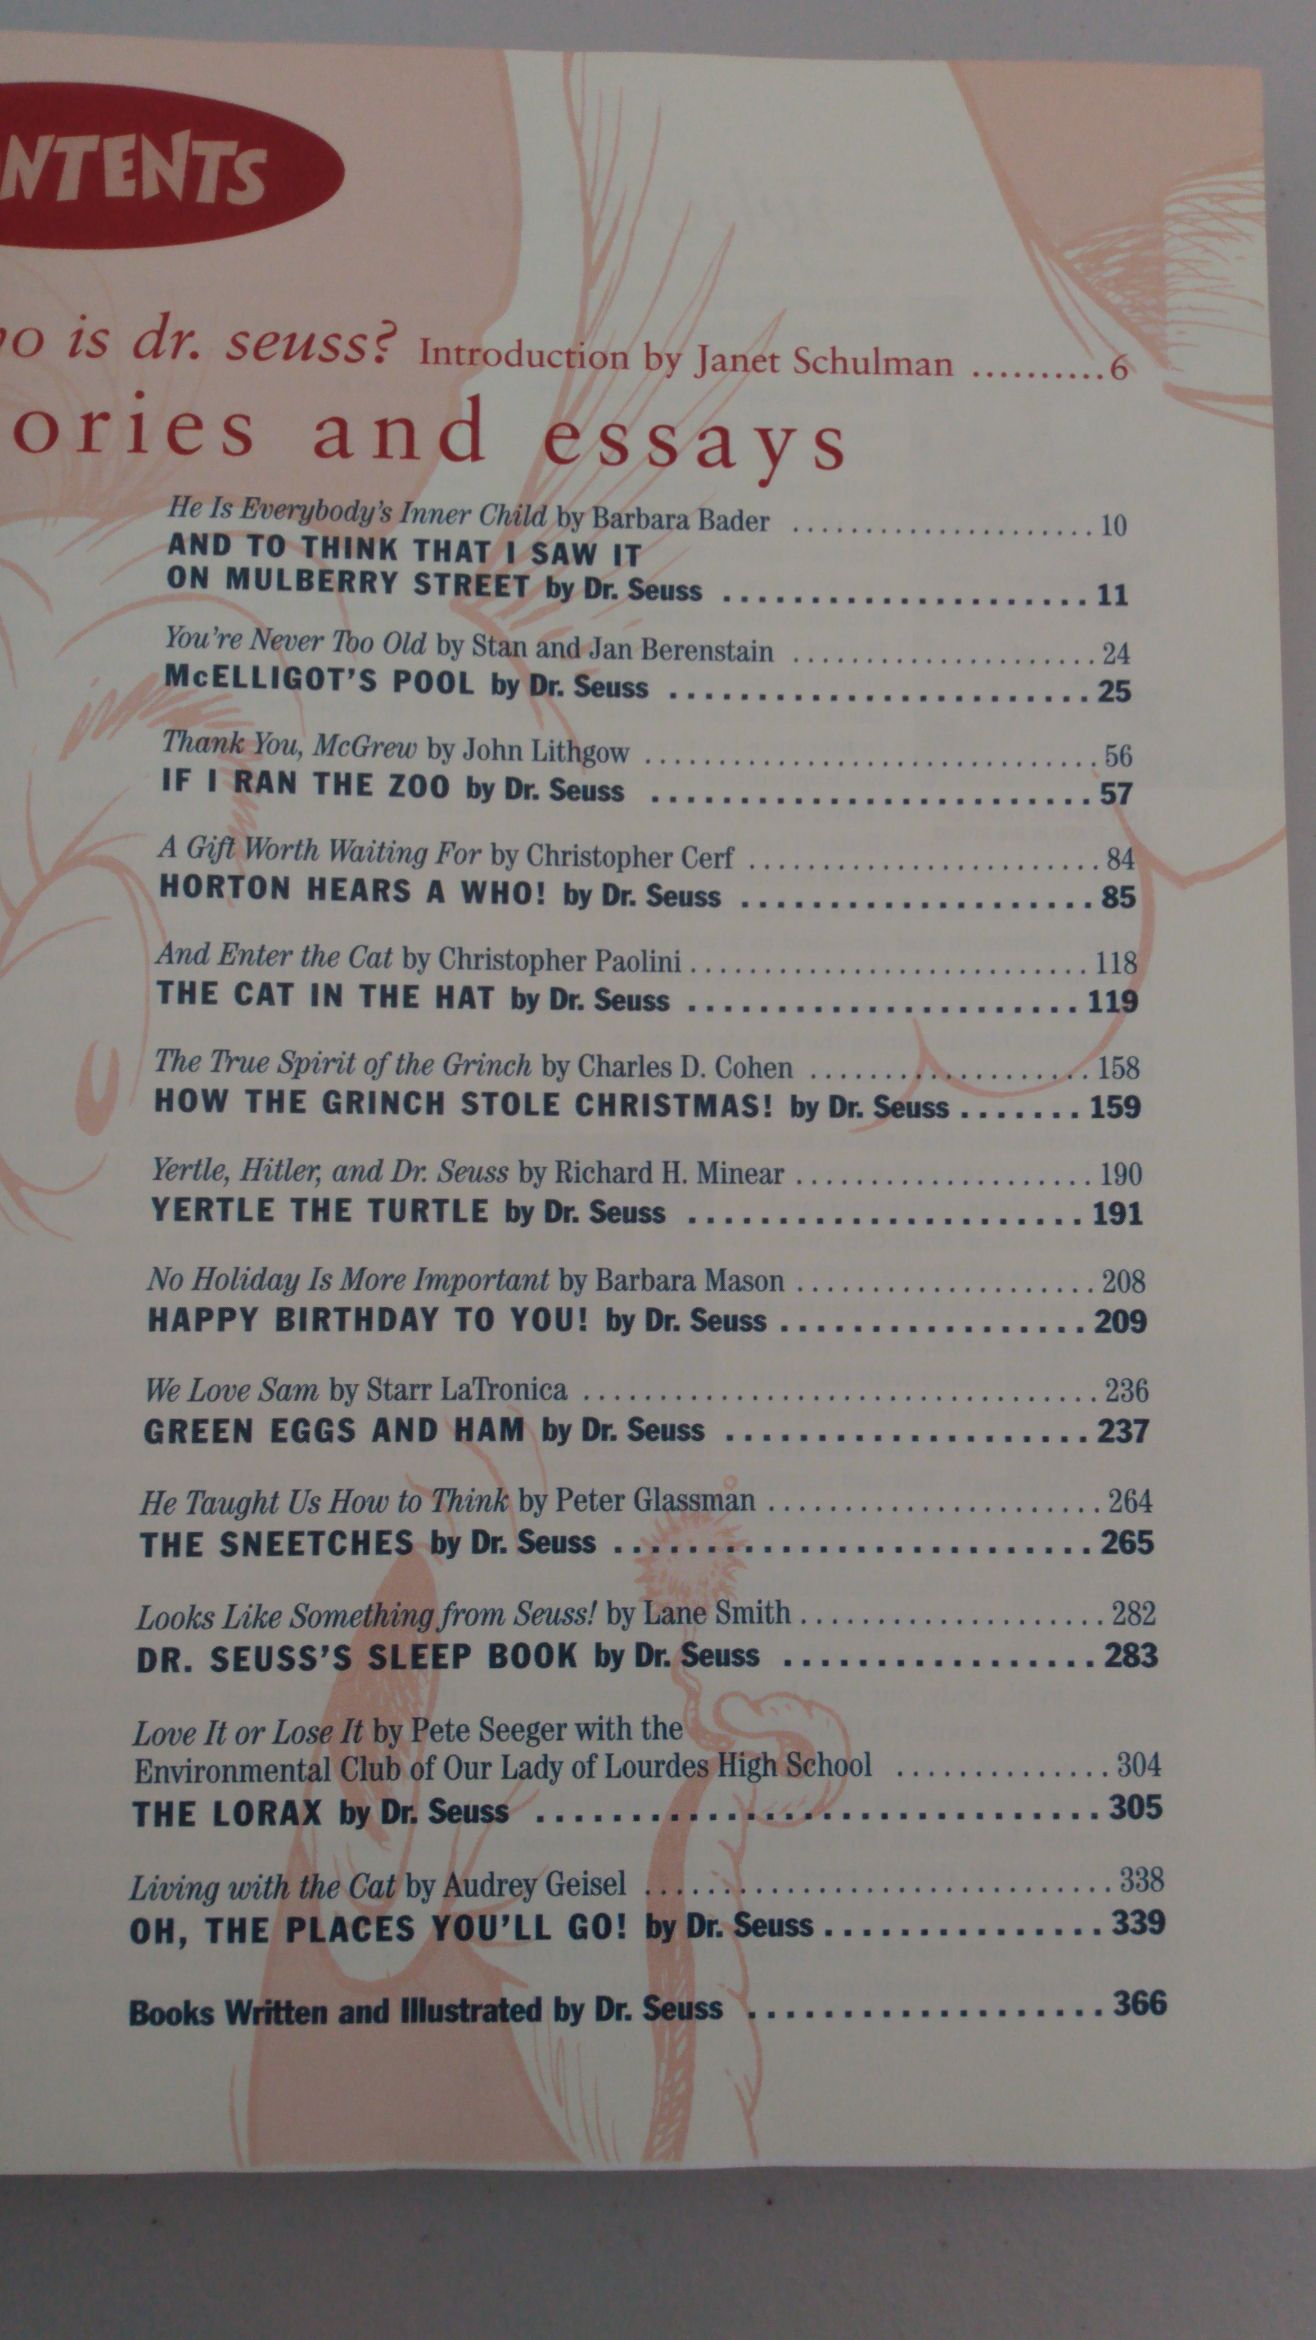 NTENTS
o is dr. seuss? Introduction by Janet Schulman ..........6
ories and essays
He Is Everybody's Inner Child by Barbara Bader ..................... 10
AND TO THINK THAT I SAW IT
ON MULBERRY STREET by Dr. Seuss ..................... 11
You're Never Too Old by Stan and Jan Berenstain ..................... 24
McELLIGOT'S POOL by Dr. Seuss ........................ 25
Thank You, McGrew by John Lithgow ............................... 56
IF I RAN THE ZOO by Dr. Seuss ......................... 57
A Gift Worth Waiting For by Christopher Cerf ........................ 84
HORTON HEARS A WHO! by Dr. Seuss .................... 85
And Enter the Cat by Christopher Paolini ........................... 118
THE CAT IN THE HAT by Dr. Seuss ...................... 119
The True Spirit of the Grinch by Charles D. Cohen ................... 158
HOW THE GRINCH STOLE CHRISTMAS! by Dr. Seuss ....... 159
Yertle, Hitler, and Dr. Seuss by Richard H. Minear .................... 190
YERTLE THE TURTLE by Dr. Seuss ...................... 191
No Holiday Is More Important by Barbara Mason .................... 208
HAPPY BIRTHDAY TO YOU! by Dr. Seuss ................. 209
We Love Sam by Starr LaTronica ................................... 236
GREEN EGGS AND HAM by Dr. Seuss .................... 237
He Taught Us How to Think by Peter Glassman ...................... 264
THE SNEETCHES by Dr. Seuss .......................... 265
Looks Like Something from Seuss! by Lane Smith .................... 282
DR. SEUSS'S SLEEP BOOK by Dr. Seuss ................. 283
Love It or Lose It by Pete Seeger with the
Environmental Club of Our Lady of Lourdes High School .............. 304
THE LORAX by Dr. Seuss .............................. 305
Living with the Cat by Audrey Geisel .............................. 338
OH, THE PLACES YOU'LL GO! by Dr. Seuss ............... 339
Books Written and Illustrated by Dr. Seuss ................... 366